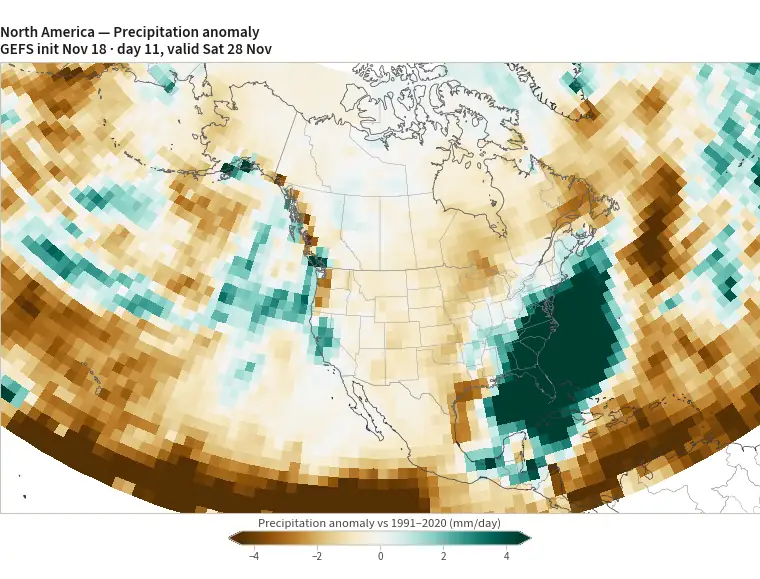 North America — Precipitation anomaly
GEFS init Nov 18 · day 11, valid Sat 28 Nov
Precipitation anomaly vs 1991–2020 (mm/day)
−4 −2 0 2 4